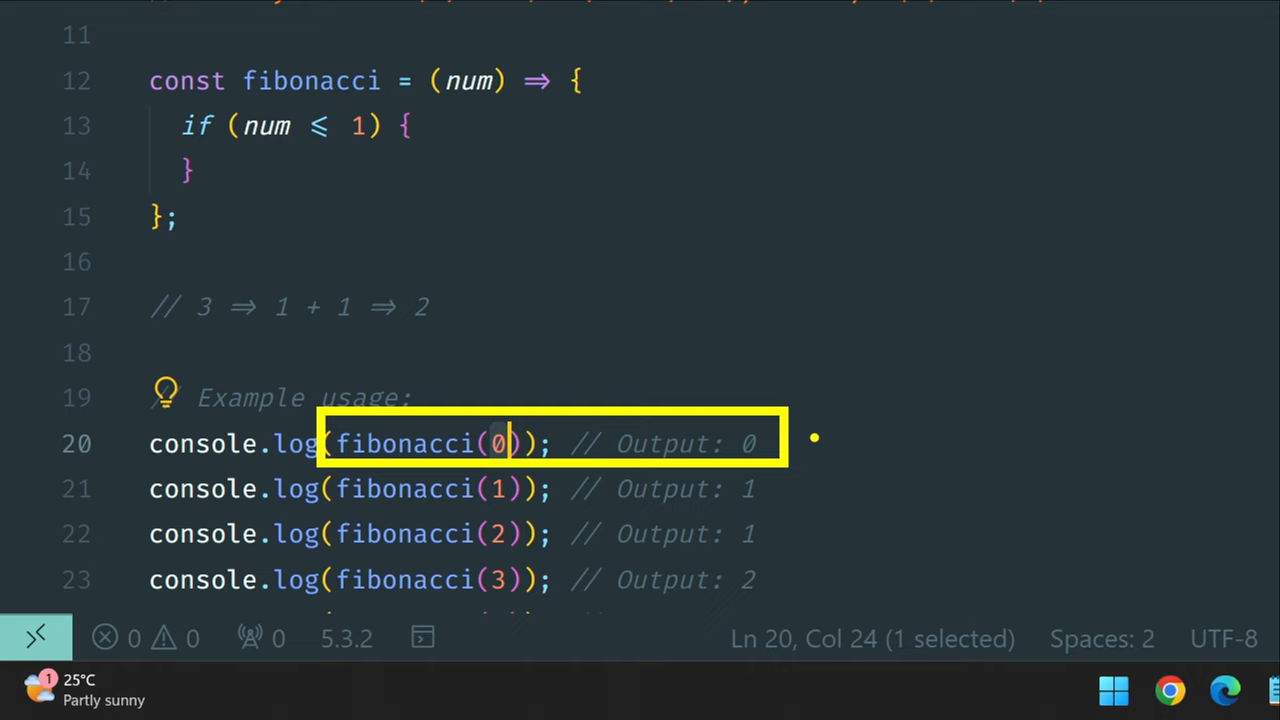 11
12 const fibonacci = (num) => {
13 if (num <= 1) {
14 }
15 };
16
17 // 3 => 1 + 1 => 2
18
19 // Example usage:
20 console.log(fibonacci(0)); // Output: 0
21 console.log(fibonacci(1)); // Output: 1
22 console.log(fibonacci(2)); // Output: 1
23 console.log(fibonacci(3)); // Output: 2
0 0 0 5.3.2 Ln 20, Col 24 (1 selected) Spaces: 2 UTF-8
1 25°C
Partly sunny